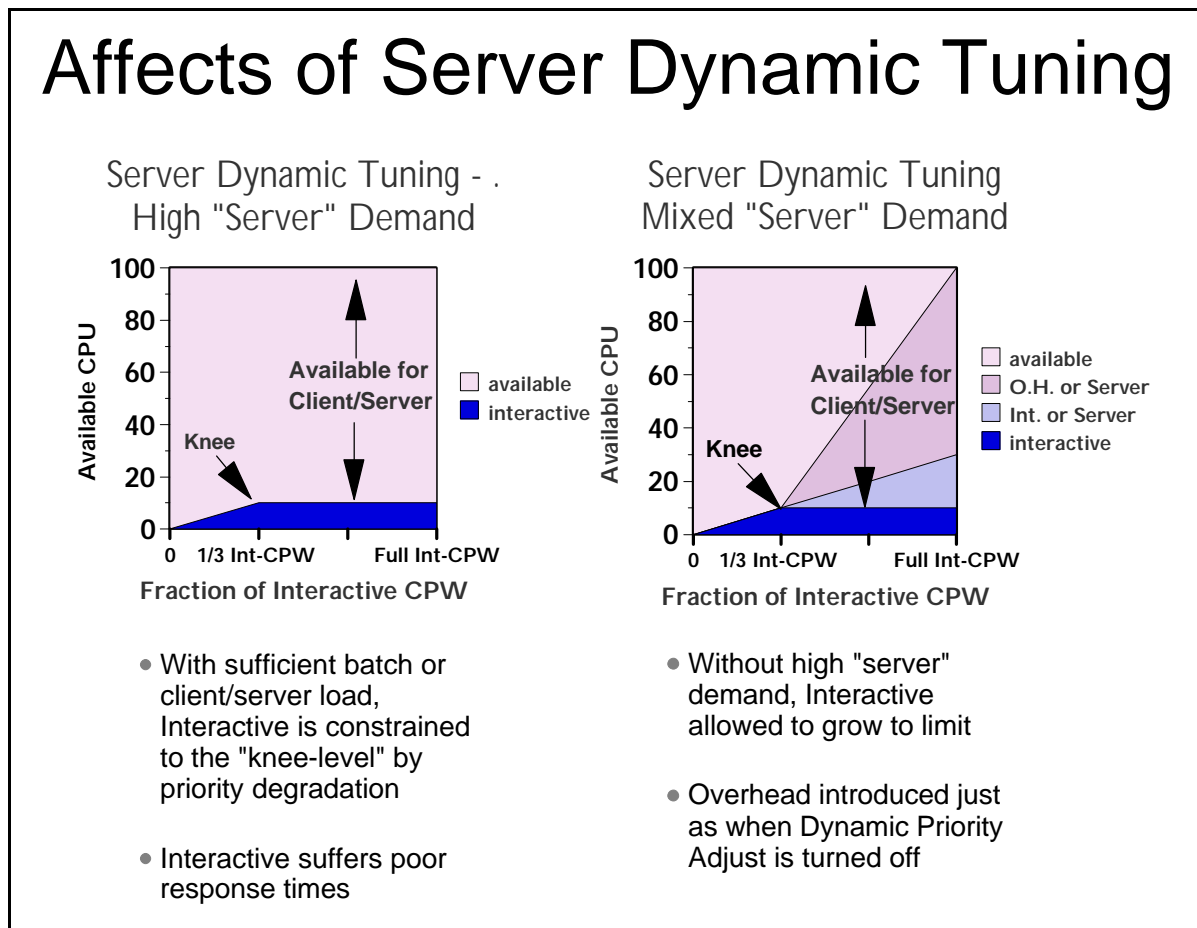 Affects of Server Dynamic Tuning
Server Dynamic Tuning - .
High "Server" Demand
100
80
60
40
20
0
Available CPU
Available for
Client/Server
Knee
available
interactive
0
1/3 Int-CPW
Full Int-CPW
Fraction of Interactive CPW
With sufficient batch or
client/server load,
Interactive is constrained
to the "knee-level" by
priority degradation
Interactive suffers poor
response times
Server Dynamic Tuning
Mixed "Server" Demand
100
80
60
40
20
0
Available CPU
Available for
Client/Server
Knee
available
O.H. or Server
Int. or Server
interactive
0
1/3 Int-CPW
Full Int-CPW
Fraction of Interactive CPW
Without high "server"
demand, Interactive
allowed to grow to limit
Overhead introduced just
as when Dynamic Priority
Adjust is turned off